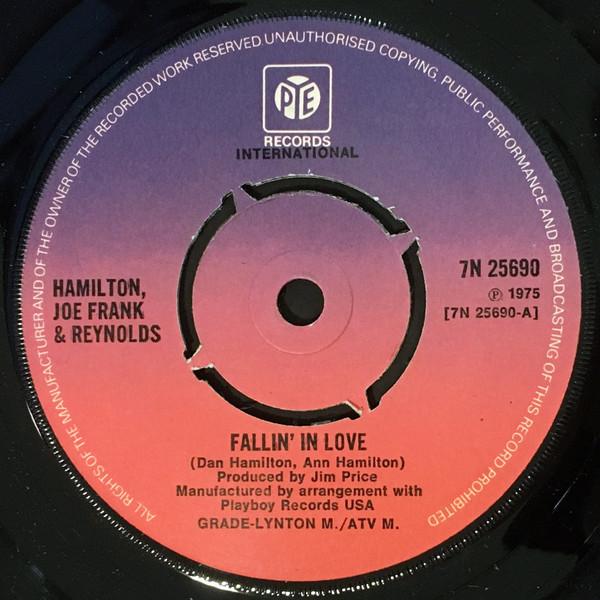 ALL RIGHTS OF THE MANUFACTURER AND OF THE OWNER OF THE RECORDED WORK RESERVED. UNAUTHORISED COPYING, PUBLIC PERFORMANCE AND BROADCASTING OF THIS RECORD PROHIBITED
PYE
RECORDS
INTERNATIONAL
HAMILTON,
JOE FRANK
& REYNOLDS
7N 25690
Ⓟ 1975
[7N 25690-A]
FALLIN' IN LOVE
(Dan Hamilton, Ann Hamilton)
Produced by Jim Price
Manufactured by arrangement with
Playboy Records USA
GRADE-LYNTON M./ATV M.